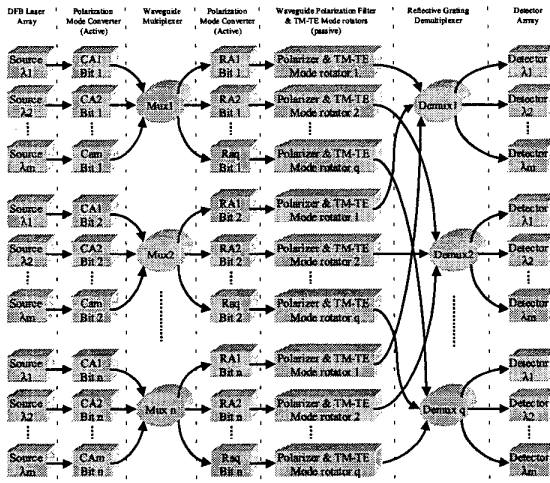 DFB Laser Array
Polarization Mode Converter (Active)
Waveguide Multiplexer
Polarization Mode Converter (Active)
Waveguide Polarization Filter & TM-TE Mode rotators (passive)
Reflective Grating Demultiplexer
Detector Array
Source λ1
CA1 Bit 1
RA1 Bit 1
Polarizer & TM-TE Mode rotator 1
Detector λ1
Source λ2
CA2 Bit 1
Mux1
RA2 Bit 1
Polarizer & TM-TE Mode rotator 2
Demux1
Detector λ2
Source λm
Cam Bit 1
Raq Bit 1
Polarizer & TM-TE Mode rotator q
Detector λm
Source λ1
CA1 Bit 2
RA1 Bit 2
Polarizer & TM-TE Mode rotator 1
Detector λ1
Source λ2
CA2 Bit 2
Mux2
RA2 Bit 2
Polarizer & TM-TE Mode rotator 2
Demux2
Detector λ2
Source λm
Cam Bit 2
Raq Bit 2
Polarizer & TM-TE Mode rotator q
Detector λm
Source λ1
CA1 Bit n
RA1 Bit n
Polarizer & TM-TE Mode rotator 1
Detector λ1
Source λ2
CA2 Bit n
Mux n
RA2 Bit n
Polarizer & TM-TE Mode rotator 2
Demux q
Detector λ2
Source λm
CAm Bit n
Raq Bit n
Polarizer & TM-TE Mode rotator q
Detector λm